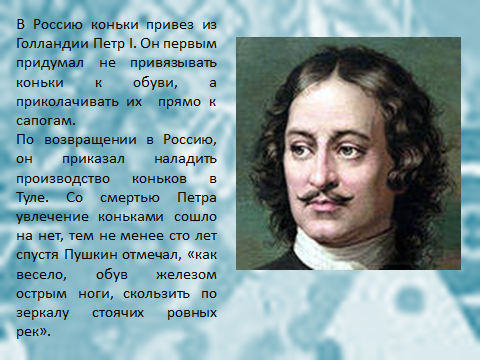 В Россию коньки привез из
Голландии Петр I. Он первым
придумал не привязывать
коньки к обуви, а
приколачивать их прямо к
сапогам.
По возвращении в Россию,
он приказал наладить
производство коньков в
Туле. Со смертью Петра
увлечение коньками сошло
на нет, тем не менее сто лет
спустя Пушкин отмечал, «как
весело, обув железом
острым ноги, скользить по
зеркалу стоячих ровных
рек».